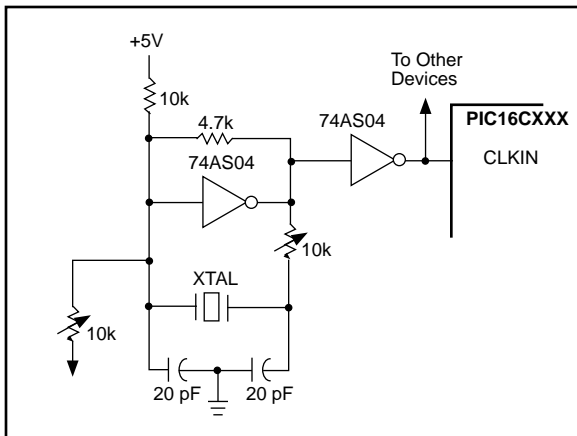 +5V
10k
4.7k
74AS04
74AS04
To Other
Devices
PIC16CXXX
CLKIN
10k
XTAL
10k
20 pF
20 pF